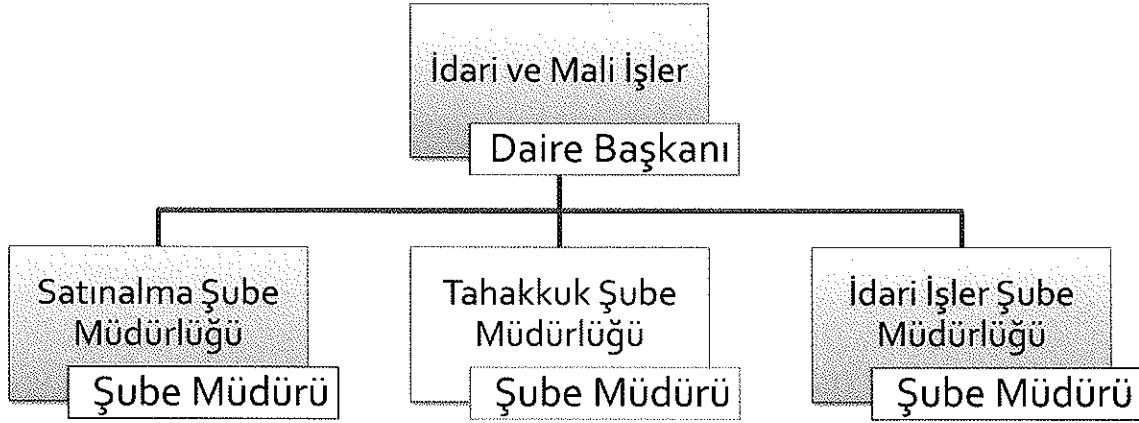 İdari ve Mali İşler
Daire Başkanı
Satınalma Şube
Müdürlüğü
Şube Müdürü
Tahakkuk Şube
Müdürlüğü
Şube Müdürü
İdari İşler Şube
Müdürlüğü
Şube Müdürü